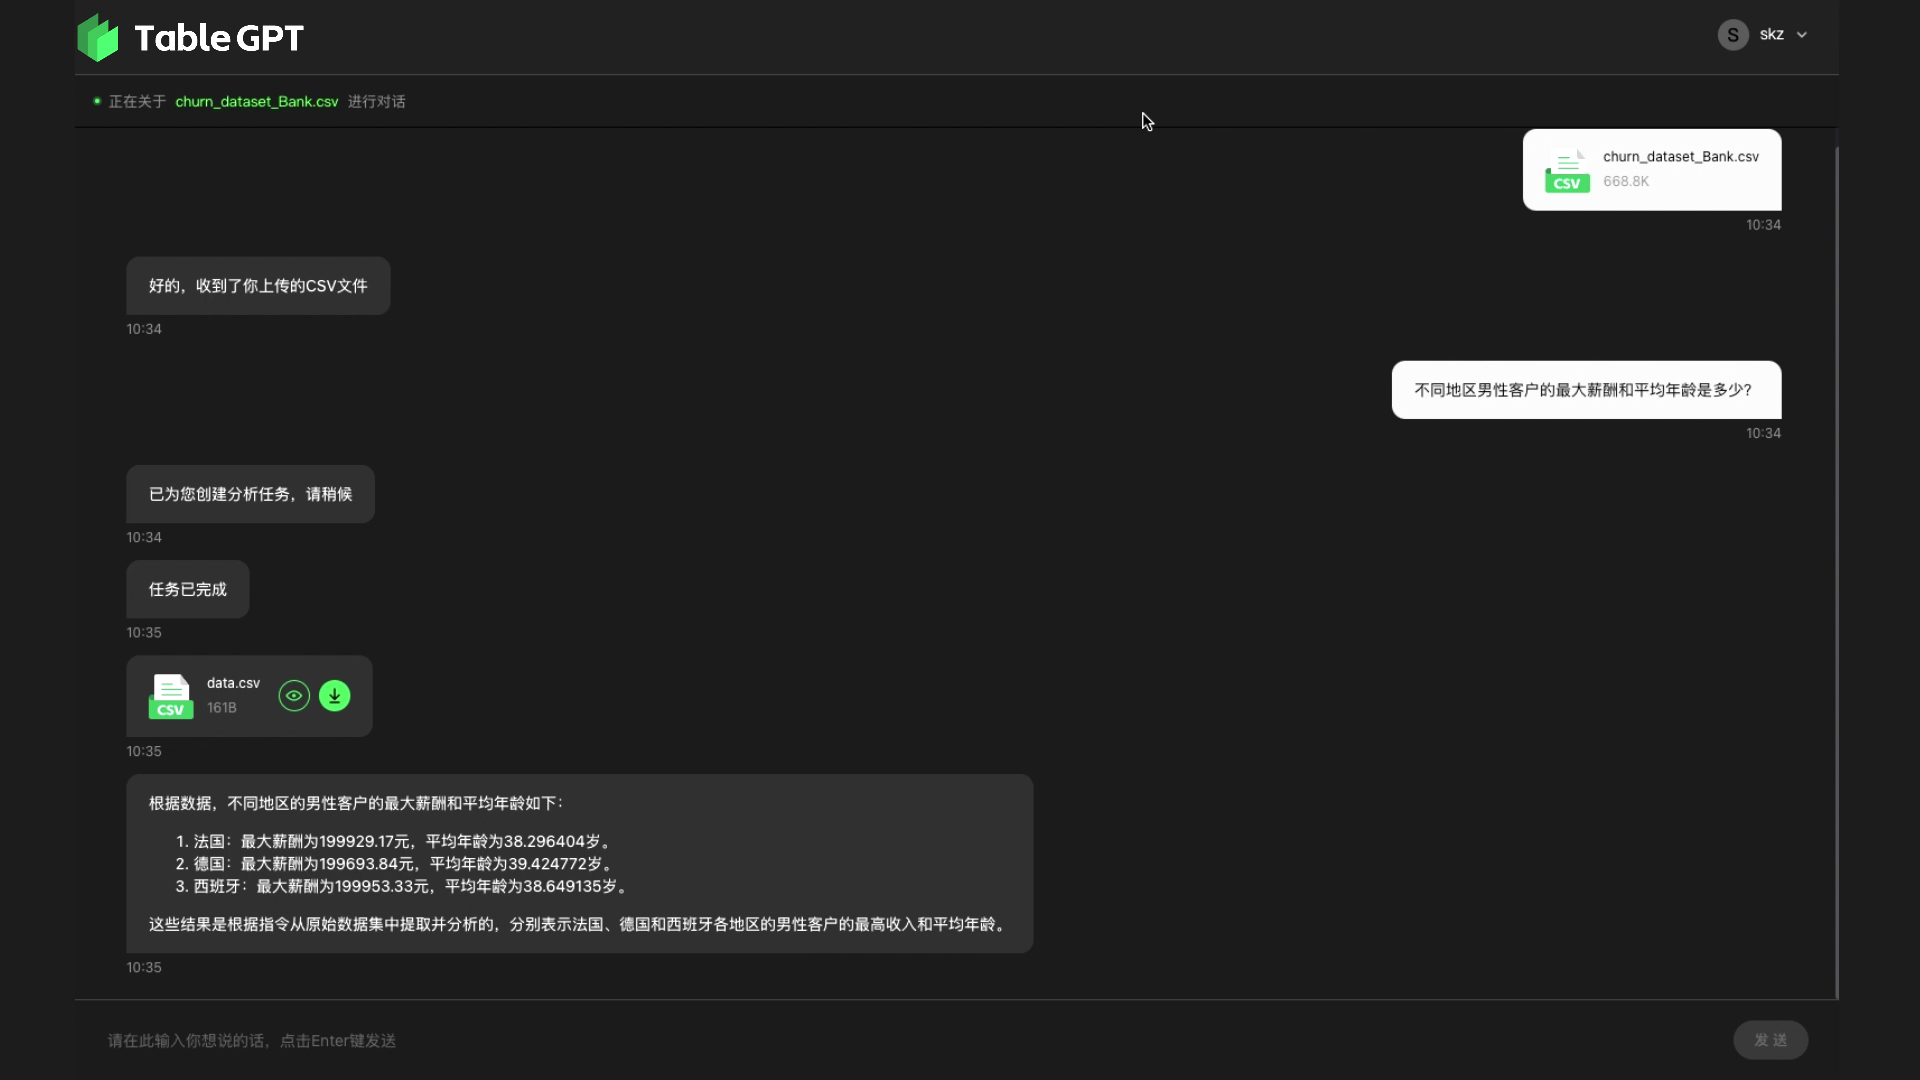 Table GPT
S skz
正在关于 churn_dataset_Bank.csv 进行对话
churn_dataset_Bank.csv
CSV
668.8K
10:34
好的，收到了你上传的CSV文件
10:34
不同地区男性客户的最大薪酬和平均年龄是多少？
10:34
已为您创建分析任务，请稍候
10:34
任务已完成
10:35
data.csv
CSV
161B
10:35
根据数据，不同地区的男性客户的最大薪酬和平均年龄如下：
1. 法国：最大薪酬为199929.17元，平均年龄为38.296404岁。
2. 德国：最大薪酬为199693.84元，平均年龄为39.424772岁。
3. 西班牙：最大薪酬为199953.33元，平均年龄为38.649135岁。
这些结果是根据指令从原始数据集中提取并分析的，分别表示法国、德国和西班牙各地区的男性客户的最高收入和平均年龄。
10:35
请在此输入你想说的话，点击Enter键发送
发 送